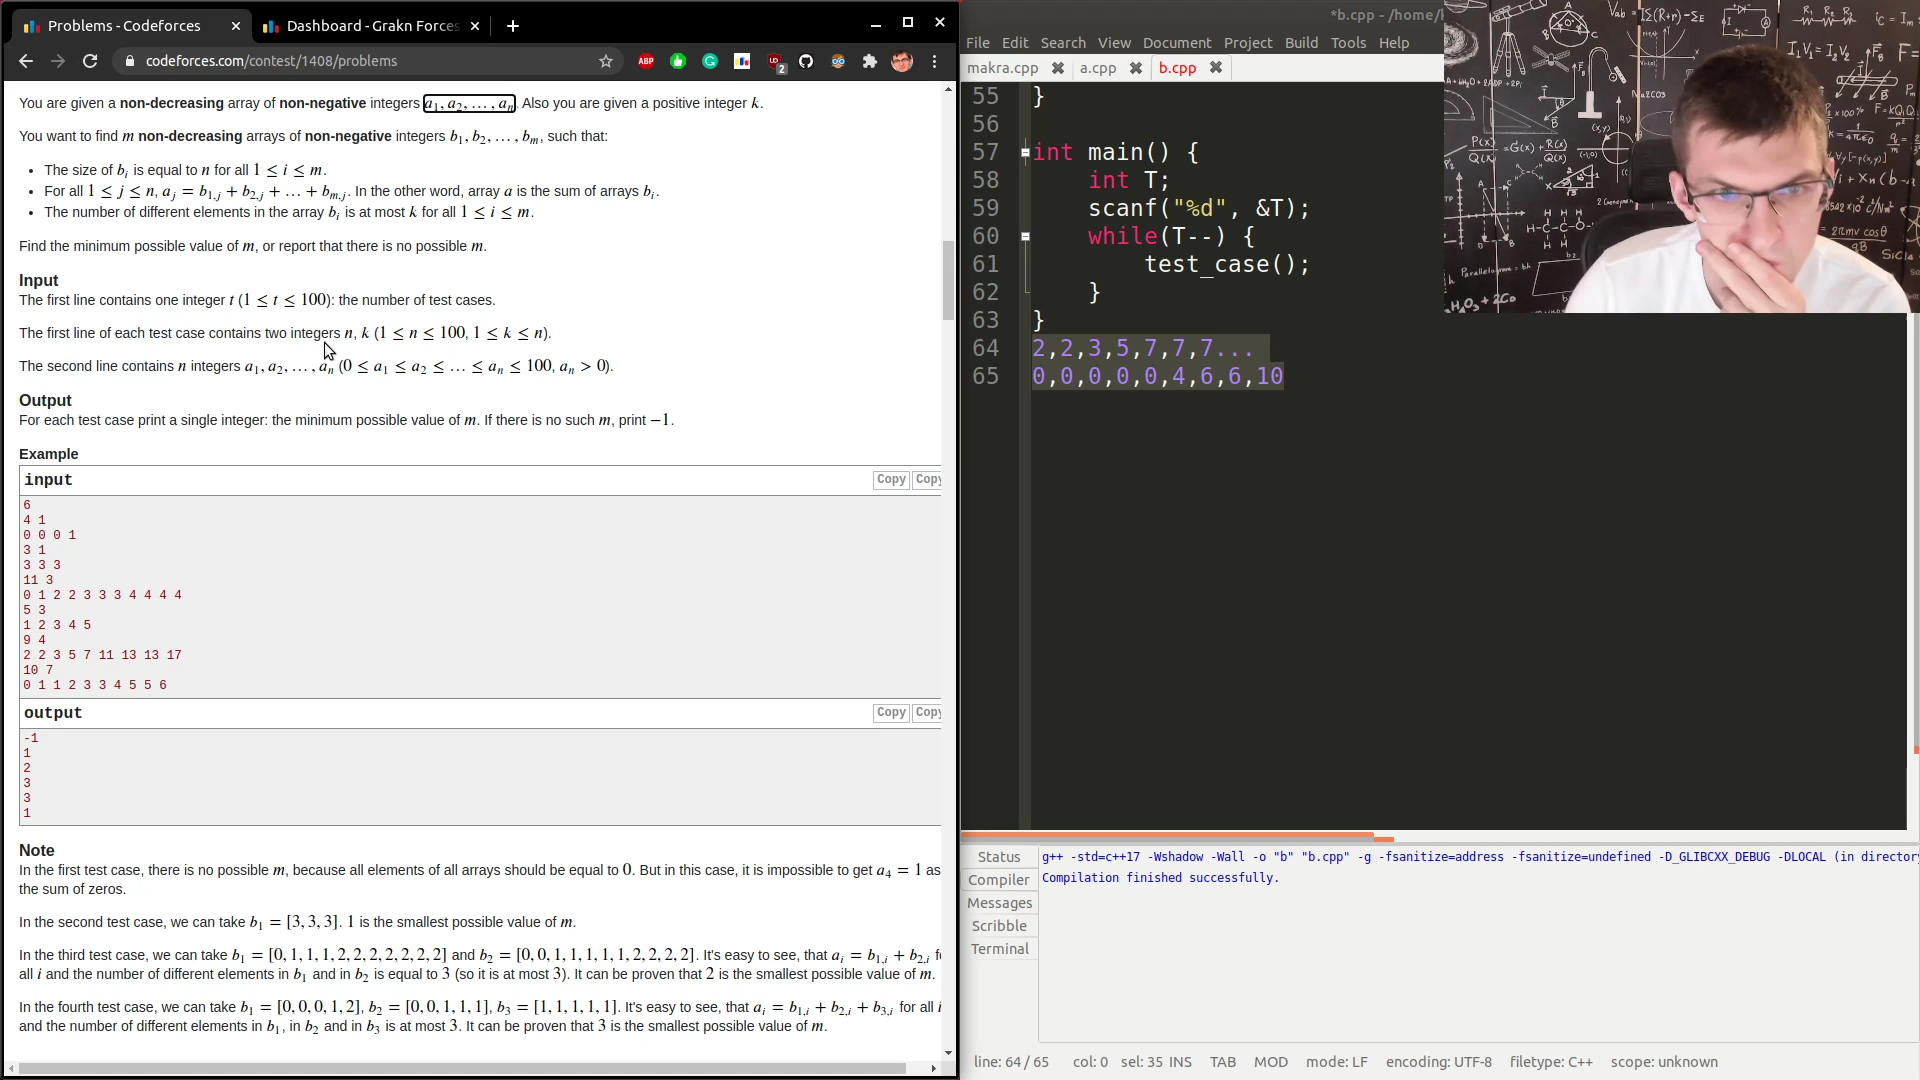 Problems - Codeforces
Dashboard - Grakn Forces
codeforces.com/contest/1408/problems
ABP
2
You are given a non-decreasing array of non-negative integers a1, a2, …, an. Also you are given a positive integer k.
You want to find m non-decreasing arrays of non-negative integers b1, b2, …, bm, such that:
• The size of bi is equal to n for all 1 ≤ i ≤ m.
• For all 1 ≤ j ≤ n, aj = b1,j + b2,j + … + bm,j. In the other word, array a is the sum of arrays bi.
• The number of different elements in the array bi is at most k for all 1 ≤ i ≤ m.
Find the minimum possible value of m, or report that there is no possible m.
Input
The first line contains one integer t (1 ≤ t ≤ 100): the number of test cases.
The first line of each test case contains two integers n, k (1 ≤ n ≤ 100, 1 ≤ k ≤ n).
The second line contains n integers a1, a2, …, an (0 ≤ a1 ≤ a2 ≤ … ≤ an ≤ 100, an > 0).
Output
For each test case print a single integer: the minimum possible value of m. If there is no such m, print −1.
Example
input
Copy Copy
6
4 1
0 0 0 1
3 1
3 3 3
11 3
0 1 2 2 3 3 3 4 4 4 4
5 3
1 2 3 4 5
9 4
2 2 3 5 7 11 13 13 17
10 7
0 1 1 2 3 3 4 5 5 6
output
Copy Copy
-1
1
2
3
3
1
Note
In the first test case, there is no possible m, because all elements of all arrays should be equal to 0. But in this case, it is impossible to get a4 = 1 as
the sum of zeros.
In the second test case, we can take b1 = [3, 3, 3]. 1 is the smallest possible value of m.
In the third test case, we can take b1 = [0, 1, 1, 1, 2, 2, 2, 2, 2, 2, 2] and b2 = [0, 0, 1, 1, 1, 1, 1, 2, 2, 2, 2]. It's easy to see, that ai = b1,i + b2,i f
all i and the number of different elements in b1 and in b2 is equal to 3 (so it is at most 3). It can be proven that 2 is the smallest possible value of m.
In the fourth test case, we can take b1 = [0, 0, 0, 1, 2], b2 = [0, 0, 1, 1, 1], b3 = [1, 1, 1, 1, 1]. It's easy to see, that ai = b1,i + b2,i + b3,i for all i
and the number of different elements in b1, in b2 and in b3 is at most 3. It can be proven that 3 is the smallest possible value of m.
*b.cpp - /home/
File Edit Search View Document Project Build Tools Help
makra.cpp a.cpp b.cpp
55 }
56
57 int main() {
58 int T;
59 scanf("%d", &T);
60 while(T--) {
61 test_case();
62 }
63 }
64 2,2,3,5,7,7,7...
65 0,0,0,0,0,4,6,6,10
Status
Compiler
Messages
Scribble
Terminal
g++ -std=c++17 -Wshadow -Wall -o "b" "b.cpp" -g -fsanitize=address -fsanitize=undefined -D_GLIBCXX_DEBUG -DLOCAL (in directory
Compilation finished successfully.
line: 64 / 65 col: 0 sel: 35 INS TAB MOD mode: LF encoding: UTF-8 filetype: C++ scope: unknown